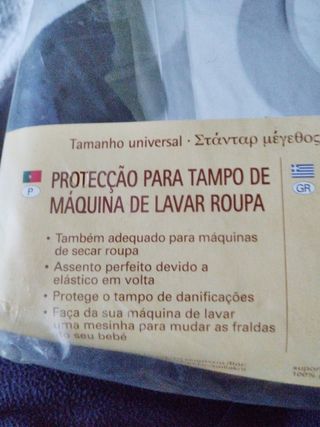 Tamanho universal · Στάνταρ μέγεθος
P
GR
PROTECÇÃO PARA TAMPO DE
MÁQUINA DE LAVAR ROUPA
• Também adequado para máquinas
de secar roupa
• Assento perfeito devido a
elástico em volta
• Protege o tampo de danificações
• Faça da sua máquina de lavar
uma mesinha para mudar as fraldas
do seu bebé
100%